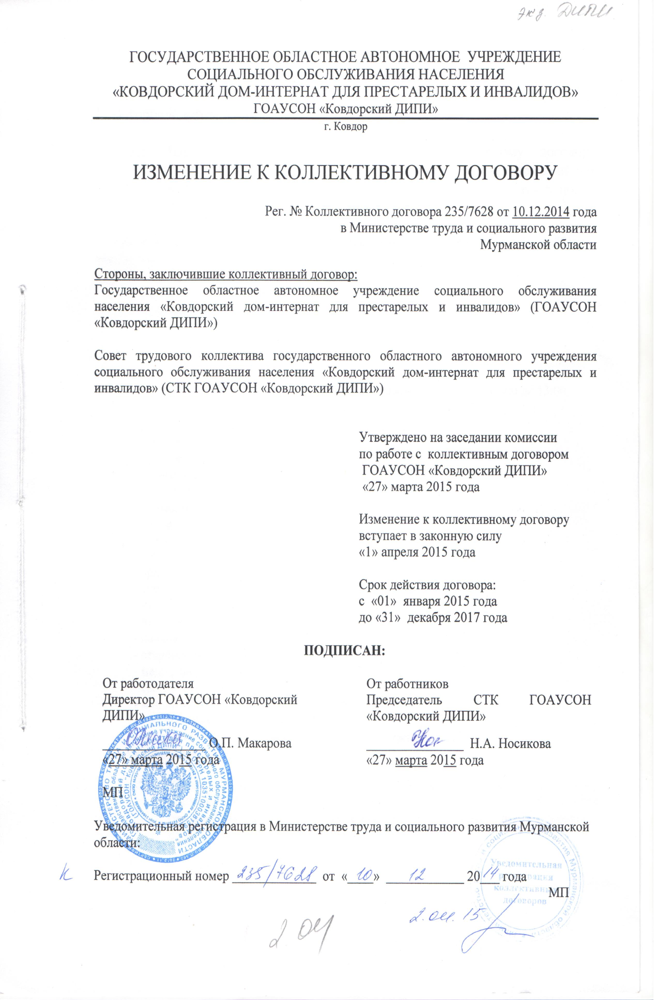 экз. ДИПИ
ГОСУДАРСТВЕННОЕ ОБЛАСТНОЕ АВТОНОМНОЕ УЧРЕЖДЕНИЕ
СОЦИАЛЬНОГО ОБСЛУЖИВАНИЯ НАСЕЛЕНИЯ
«КОВДОРСКИЙ ДОМ-ИНТЕРНАТ ДЛЯ ПРЕСТАРЕЛЫХ И ИНВАЛИДОВ»
ГОАУСОН «Ковдорский ДИПИ»
г. Ковдор
ИЗМЕНЕНИЕ К КОЛЛЕКТИВНОМУ ДОГОВОРУ
Рег. № Коллективного договора 235/7628 от 10.12.2014 года
в Министерстве труда и социального развития
Мурманской области
Стороны, заключившие коллективный договор:
Государственное областное автономное учреждение социального обслуживания
населения «Ковдорский дом-интернат для престарелых и инвалидов» (ГОАУСОН
«Ковдорский ДИПИ»)
Совет трудового коллектива государственного областного автономного учреждения
социального обслуживания населения «Ковдорский дом-интернат для престарелых и
инвалидов» (СТК ГОАУСОН «Ковдорский ДИПИ»)
Утверждено на заседании комиссии
по работе с коллективным договором
ГОАУСОН «Ковдорский ДИПИ»
«27» марта 2015 года
Изменение к коллективному договору
вступает в законную силу
«1» апреля 2015 года
Срок действия договора:
с «01» января 2015 года
до «31» декабря 2017 года
ПОДПИСАН:
От работодателя
Директор ГОАУСОН «Ковдорский
ДИПИ»
О.П. Макарова
«27» марта 2015 года
МП
От работников
Председатель СТК ГОАУСОН
«Ковдорский ДИПИ»
Н.А. Носикова
«27» марта 2015 года
Уведомительная регистрация в Министерстве труда и социального развития Мурманской
области:
к Регистрационный номер 235/7628 от «10» 12 2014 года
МП
Уведомительная
регистрация
коллективных
договоров
2.04.15
2 04